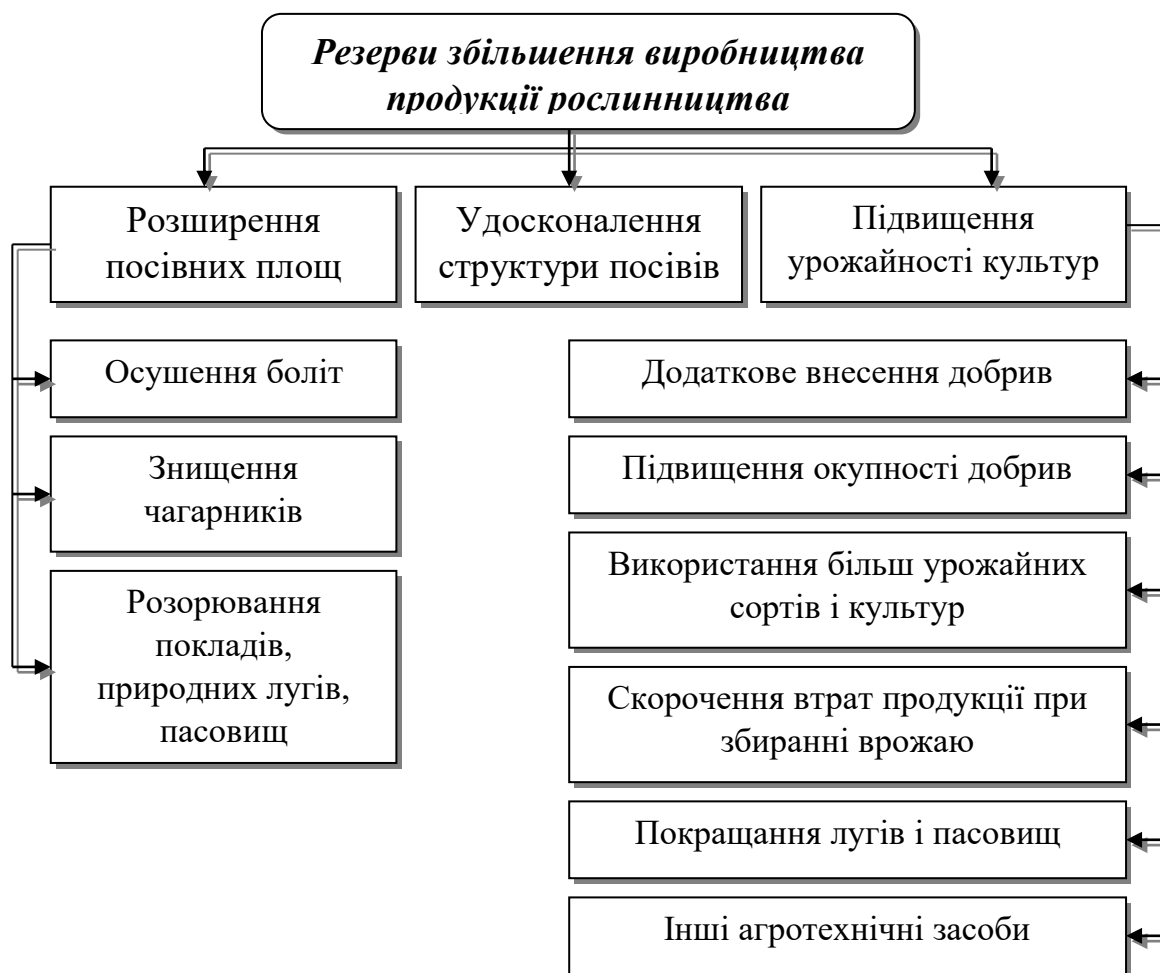 Резерви збільшення виробництва
продукції рослинництва
Розширення
посівних площ
Удосконалення
структури посівів
Підвищення
урожайності культур
Осушення боліт
Знищення
чагарників
Розорювання
покладів,
природних лугів,
пасовищ
Додаткове внесення добрив
Підвищення окупності добрив
Використання більш урожайних
сортів і культур
Скорочення втрат продукції при
збиранні врожаю
Покращання лугів і пасовищ
Інші агротехнічні засоби